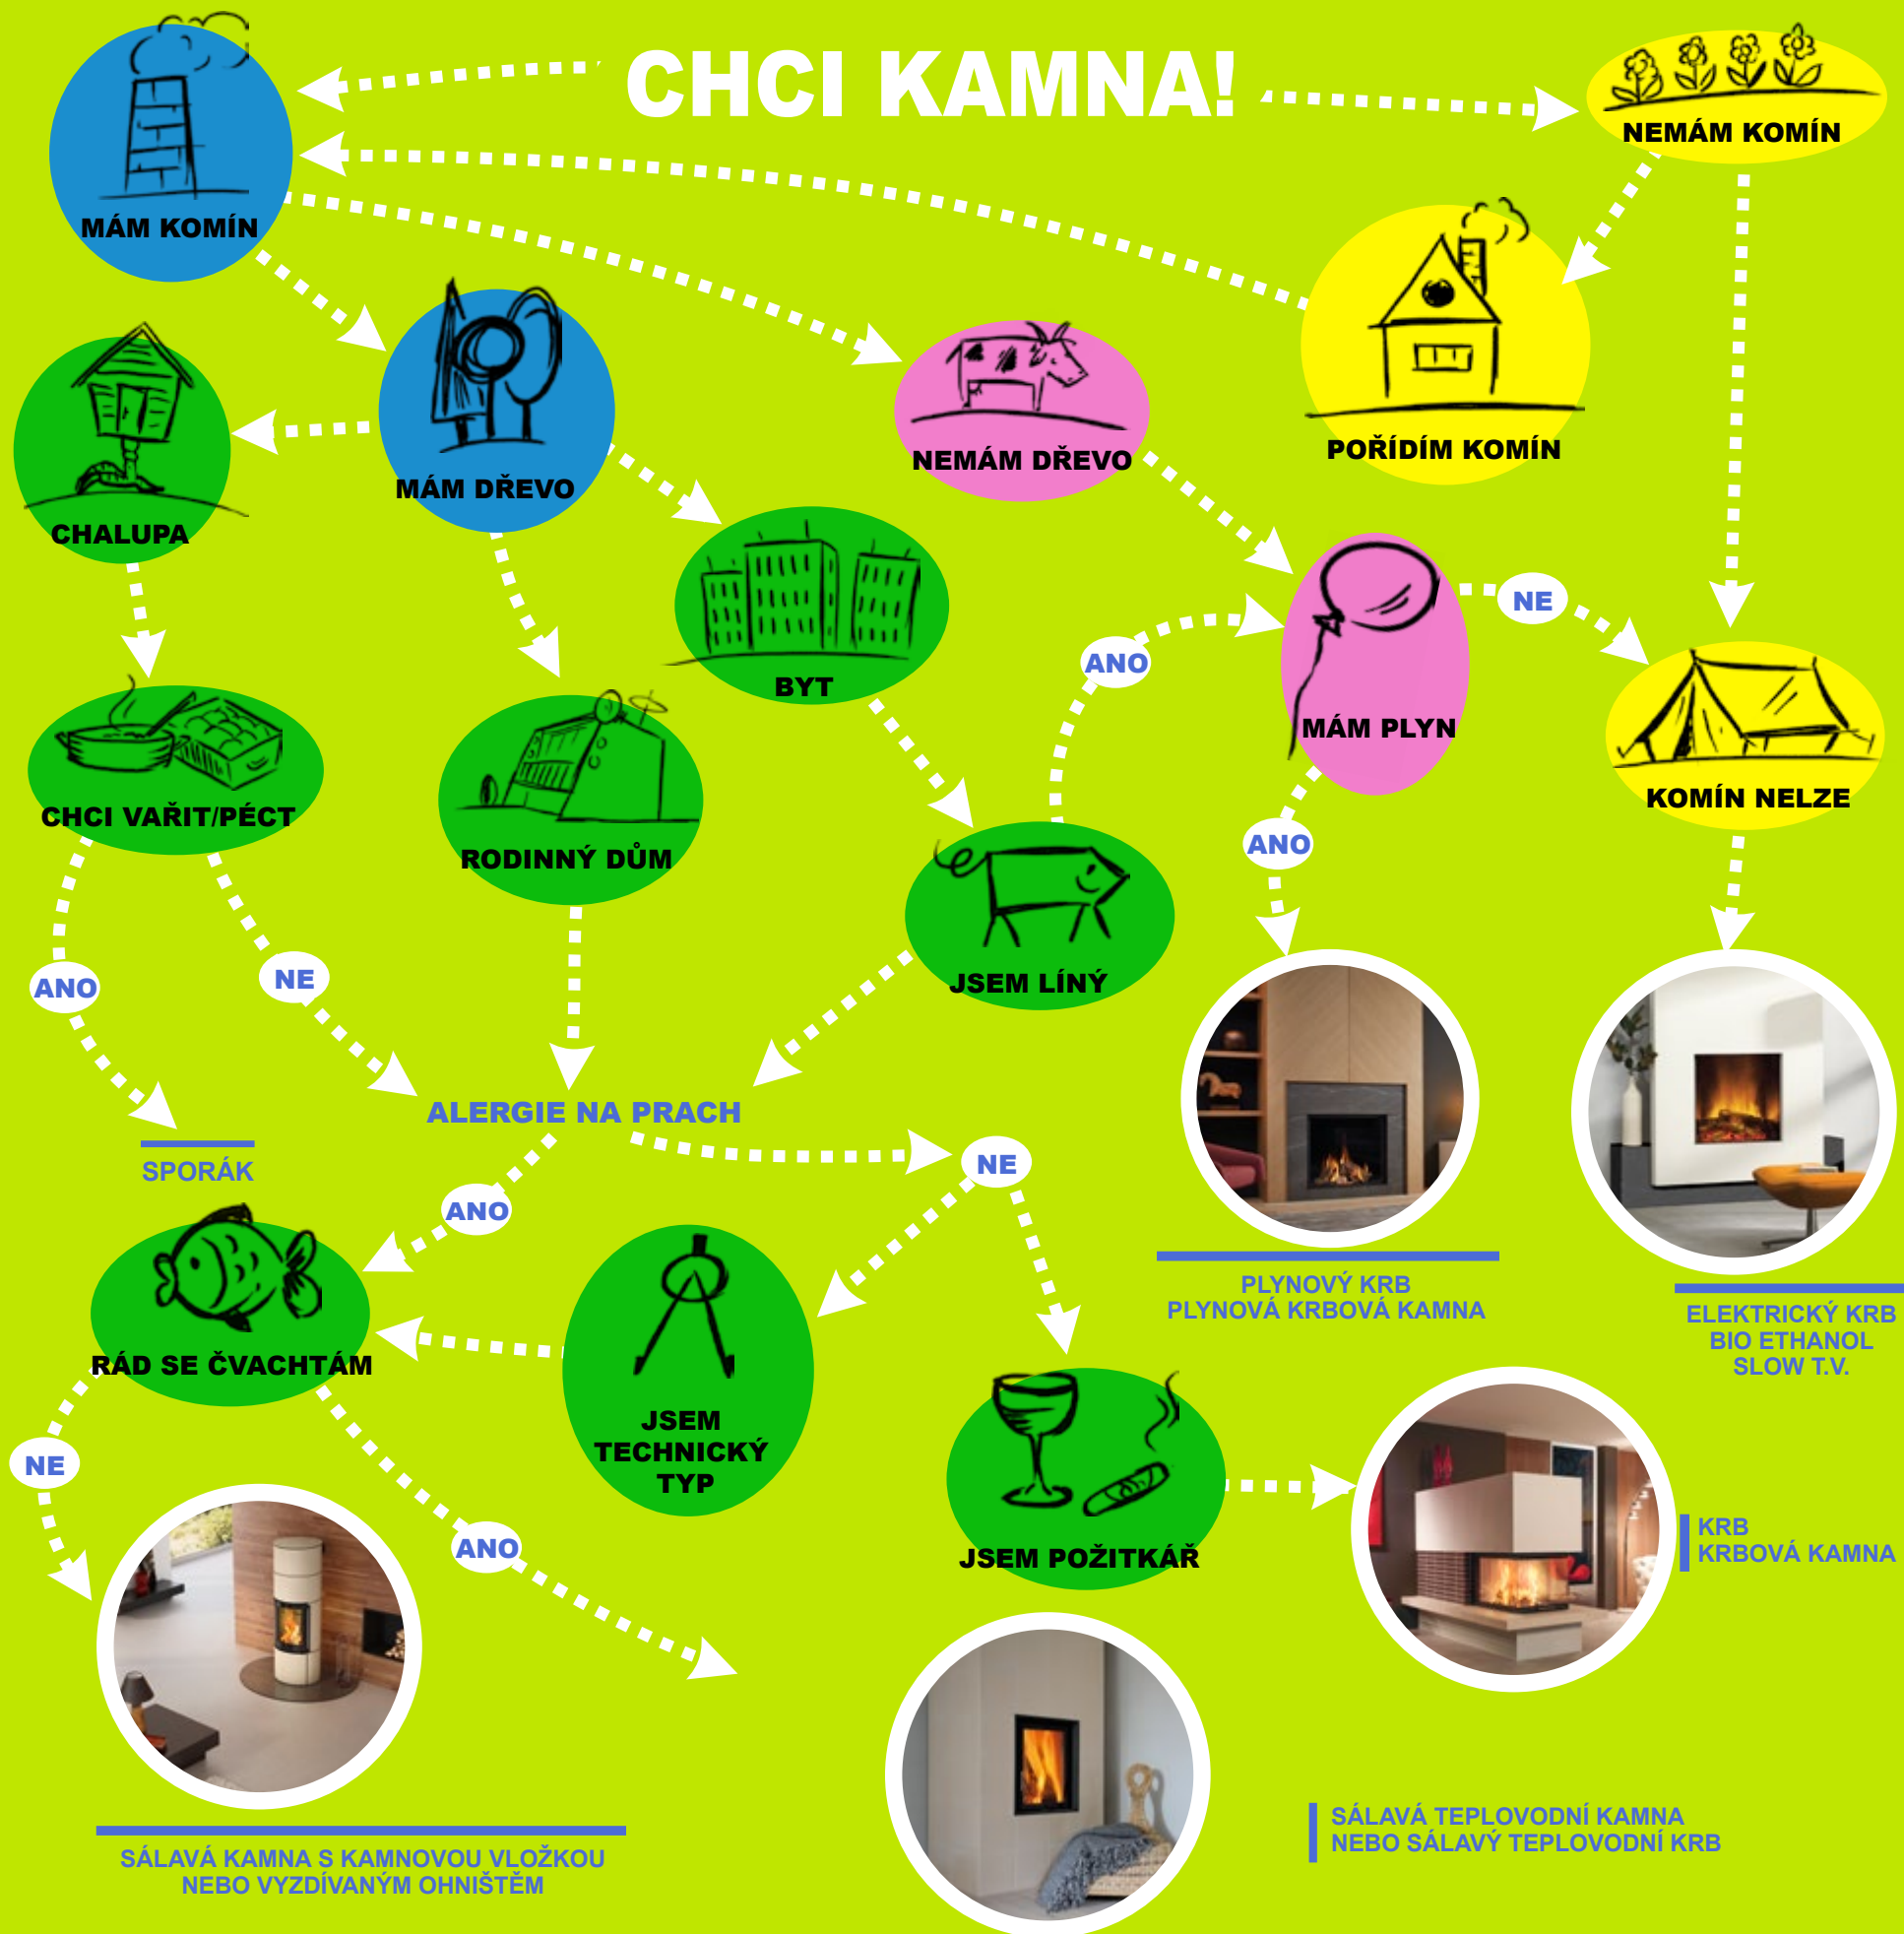 CHCI KAMNA!
MÁM KOMÍN
NEMÁM KOMÍN
POŘÍDÍM KOMÍN
NEMÁM DŘEVO
MÁM DŘEVO
CHALUPA
BYT
MÁM PLYN
NE
ANO
KOMÍN NELZE
CHCI VAŘIT/PÉCT
RODINNÝ DŮM
ANO
JSEM LÍNÝ
ANO
NE
ALERGIE NA PRACH
SPORÁK
ANO
NE
PLYNOVÝ KRB
PLYNOVÁ KRBOVÁ KAMNA
ELEKTRICKÝ KRB
BIO ETHANOL
SLOW T.V.
RÁD SE ČVACHTÁM
JSEM
TECHNICKÝ
TYP
NE
ANO
JSEM POŽITKÁŘ
KRB
KRBOVÁ KAMNA
SÁLAVÁ TEPLOVODNÍ KAMNA
NEBO SÁLAVÝ TEPLOVODNÍ KRB
SÁLAVÁ KAMNA S KAMNOVOU VLOŽKOU
NEBO VYZDÍVANÝM OHNIŠTĚM